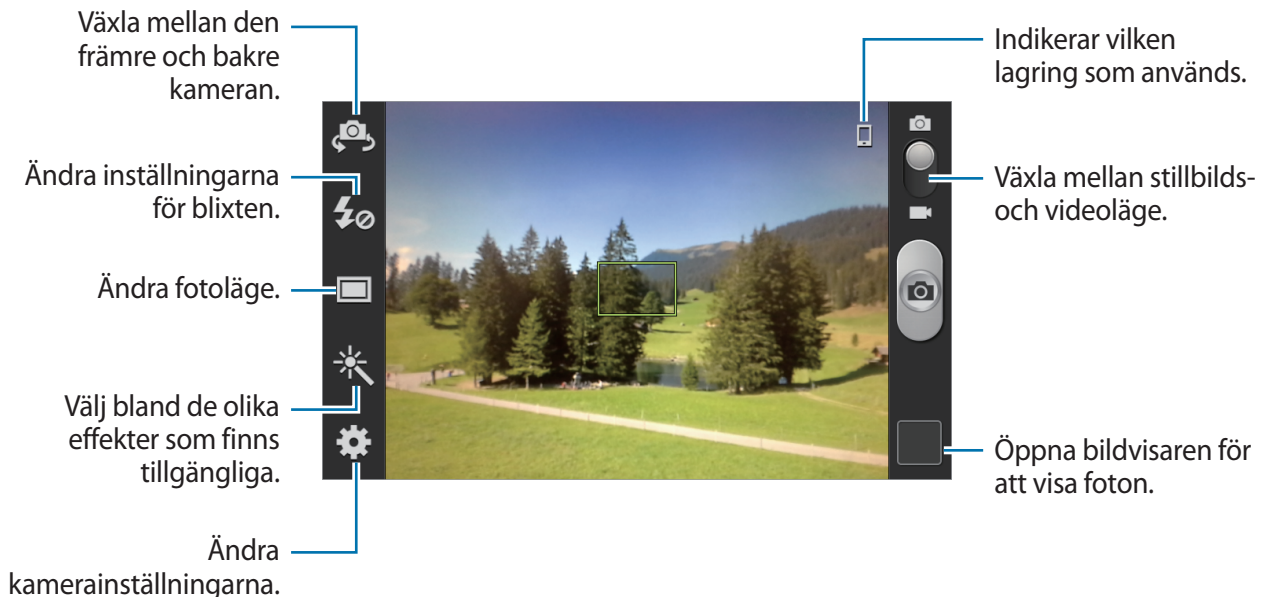 Växla mellan den
främre och bakre
kameran.
Ändra inställningarna
för blixten.
Ändra fotoläge.
Välj bland de olika
effekter som finns
tillgängliga.
Ändra
kamerainställningarna.
Indikerar vilken
lagring som används.
Växla mellan stillbilds-
och videoläge.
Öppna bildvisaren för
att visa foton.